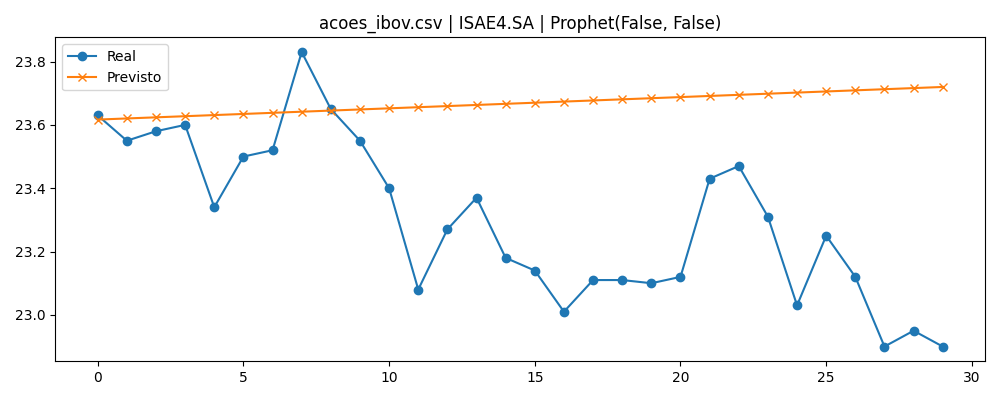 acoes_ibov.csv | ISAE4.SA | Prophet(False, False)
Real
Previsto
23.8
23.6
23.4
23.2
23.0
0 5 10 15 20 25 30